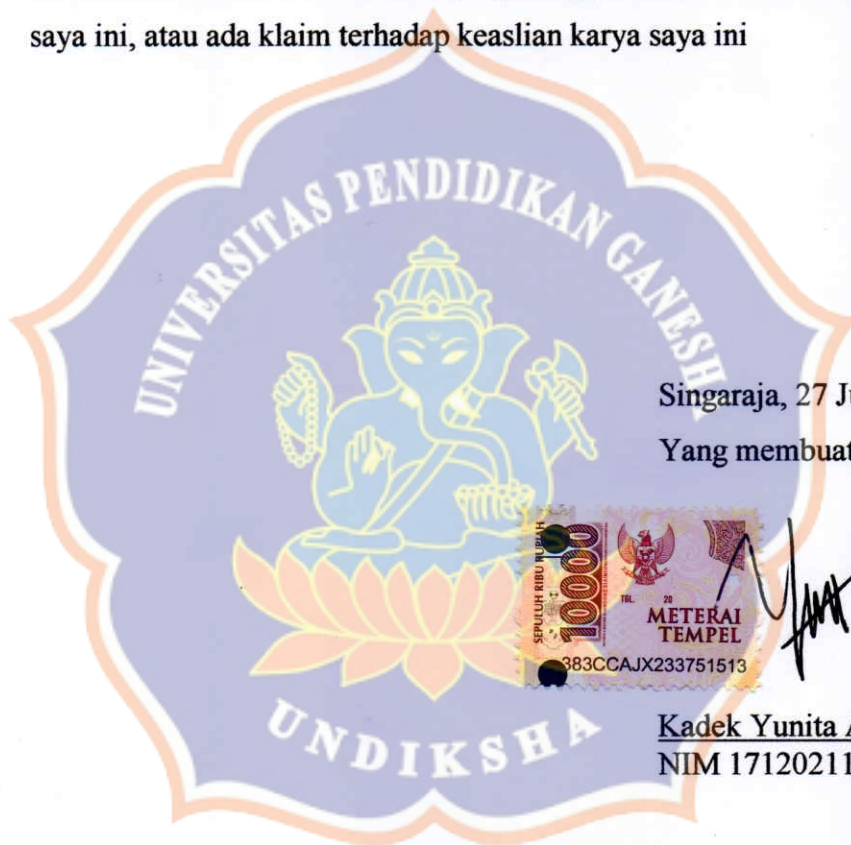 saya ini, atau ada klaim terhadap keaslian karya saya ini
UNIVERSITAS PENDIDIKAN GANESH
Singaraja, 27 J
Yang membuat
SEPULUH RIBU RUPIAH
10000
TGL. 20
METERAI
TEMPEL
383CCAJX233751513
Kadek Yunita
NIM 17120211
UNDIKSHA